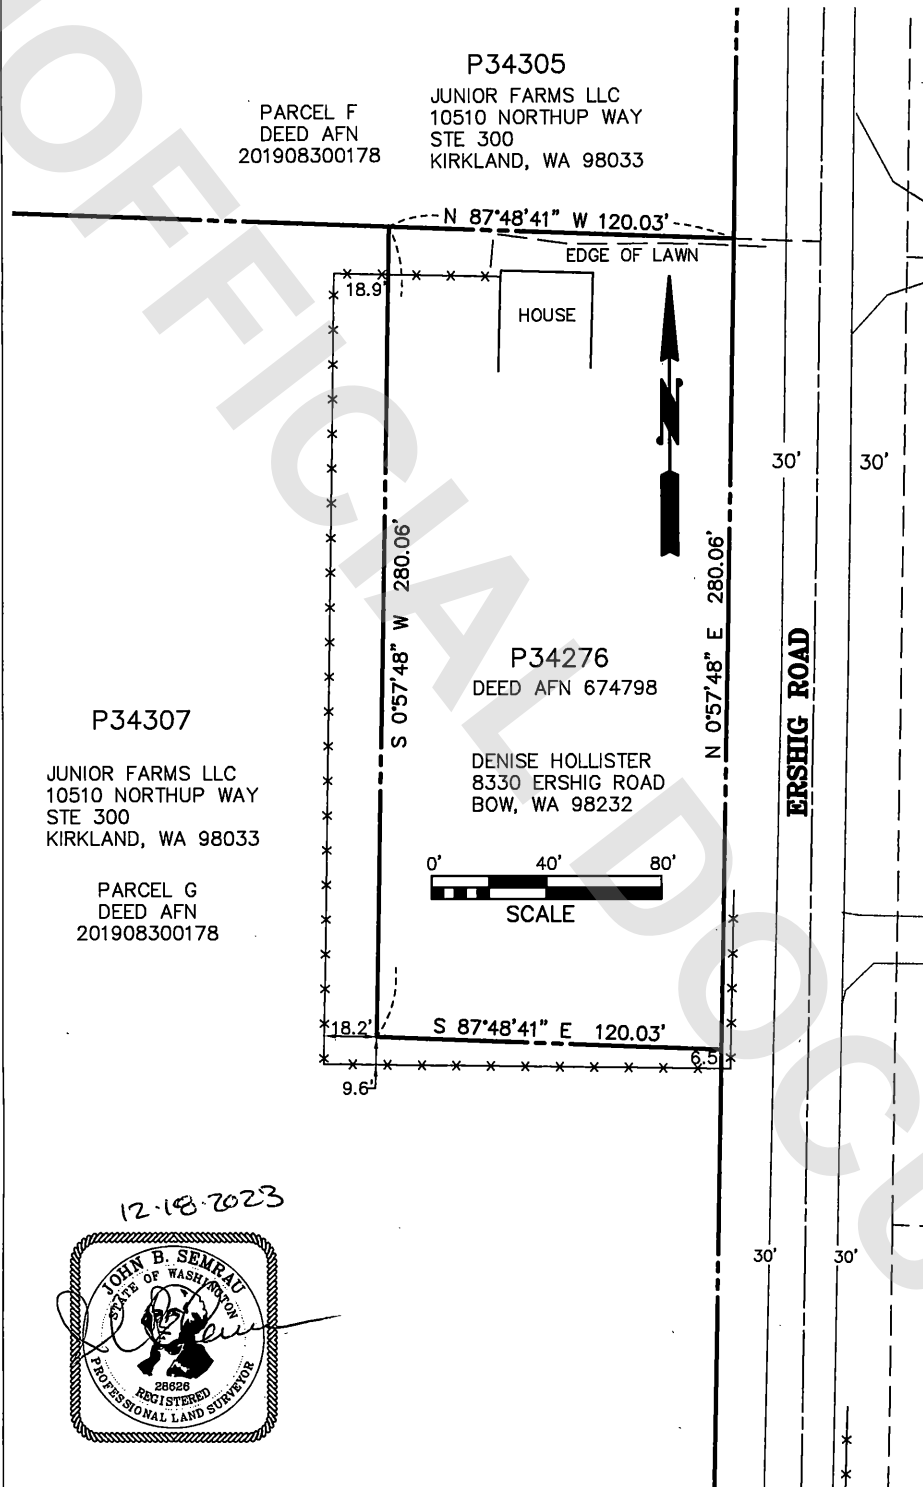 P34305
JUNIOR FARMS LLC
10510 NORTHUP WAY
STE 300
KIRKLAND, WA 98033
PARCEL F
DEED AFN
201908300178
N 87°48'41" W 120.03'
EDGE OF LAWN
18.9'
HOUSE
N
30'
30'
S 0°57'48" W 280.06'
N 0°57'48" E 280.06'
ERSHIG ROAD
P34276
DEED AFN 674798
DENISE HOLLISTER
8330 ERSHIG ROAD
BOW, WA 98232
P34307
JUNIOR FARMS LLC
10510 NORTHUP WAY
STE 300
KIRKLAND, WA 98033
PARCEL G
DEED AFN
201908300178
0' 40' 80'
SCALE
18.2'
S 87°48'41" E 120.03'
6.5'
9.6'
12-18-2023
JOHN B. SEMRAU
STATE OF WASHINGTON
28626
REGISTERED
PROFESSIONAL LAND SURVEYOR
30'
30'
OFFICIAL DOCU